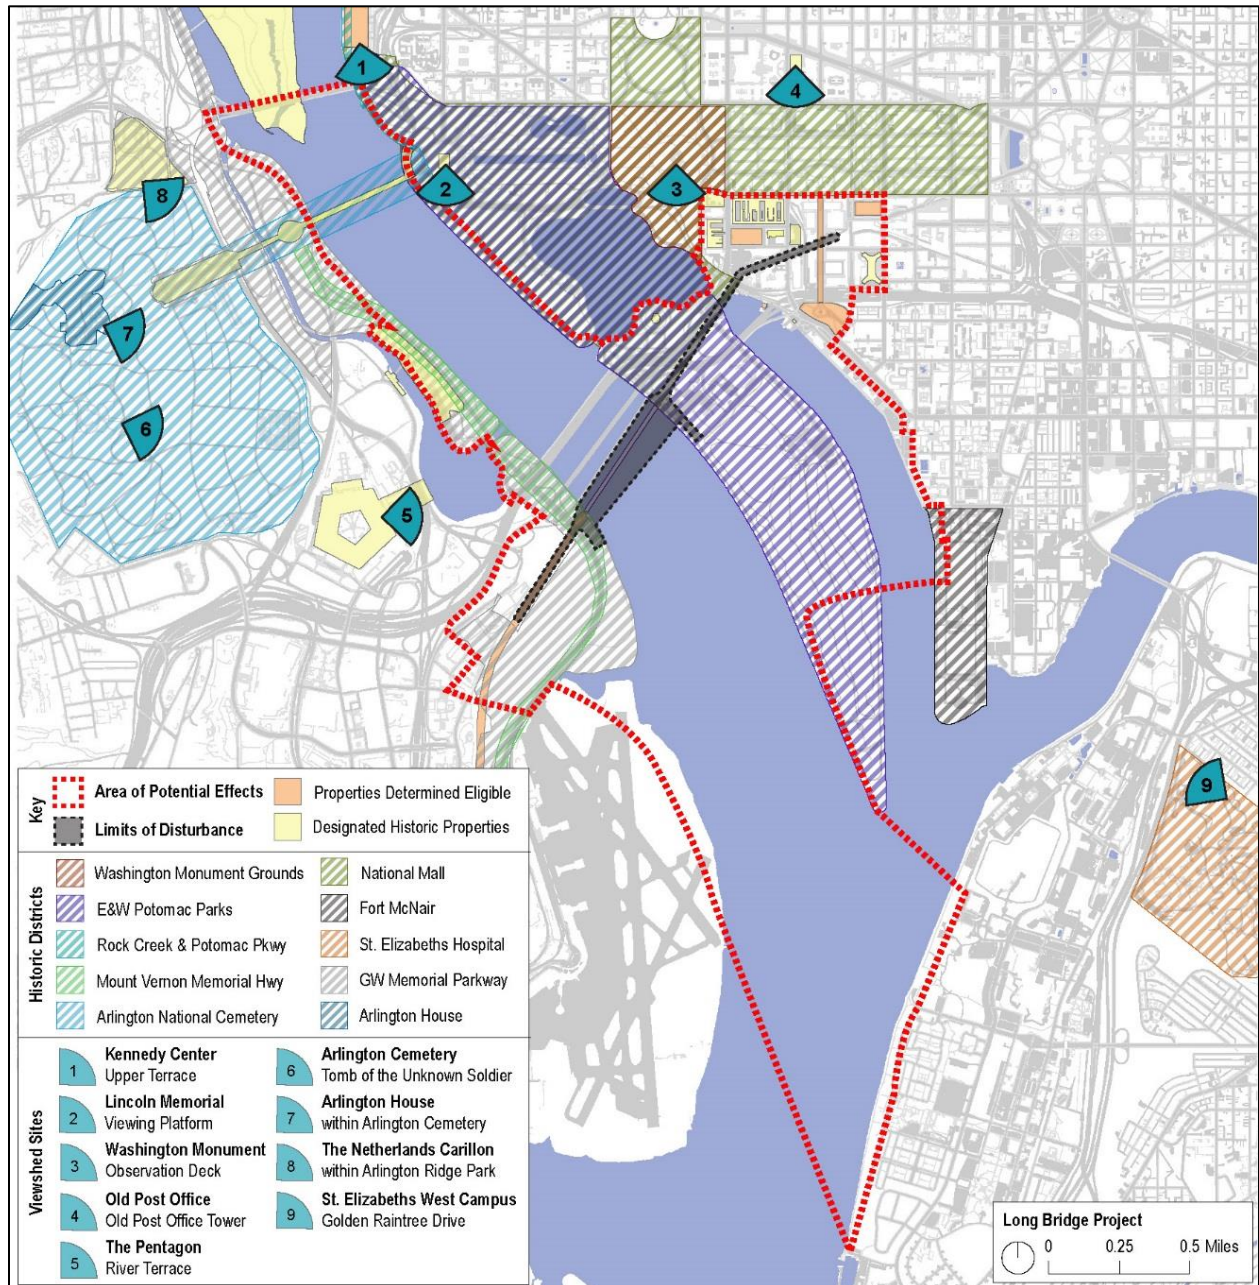 1
4
2
3
8
7
6
5
9
Key
Area of Potential Effects
Properties Determined Eligible
Limits of Disturbance
Designated Historic Properties
Historic Districts
Washington Monument Grounds
National Mall
E&W Potomac Parks
Fort McNair
Rock Creek & Potomac Pkwy
St. Elizabeths Hospital
Mount Vernon Memorial Hwy
GW Memorial Parkway
Arlington National Cemetery
Arlington House
Viewshed Sites
1
Kennedy Center
Upper Terrace
2
Lincoln Memorial
Viewing Platform
3
Washington Monument
Observation Deck
4
Old Post Office
Old Post Office Tower
5
The Pentagon
River Terrace
6
Arlington Cemetery
Tomb of the Unknown Soldier
7
Arlington House
within Arlington Cemetery
8
The Netherlands Carillon
within Arlington Ridge Park
9
St. Elizabeths West Campus
Golden Raintree Drive
Long Bridge Project
0 0.25 0.5 Miles